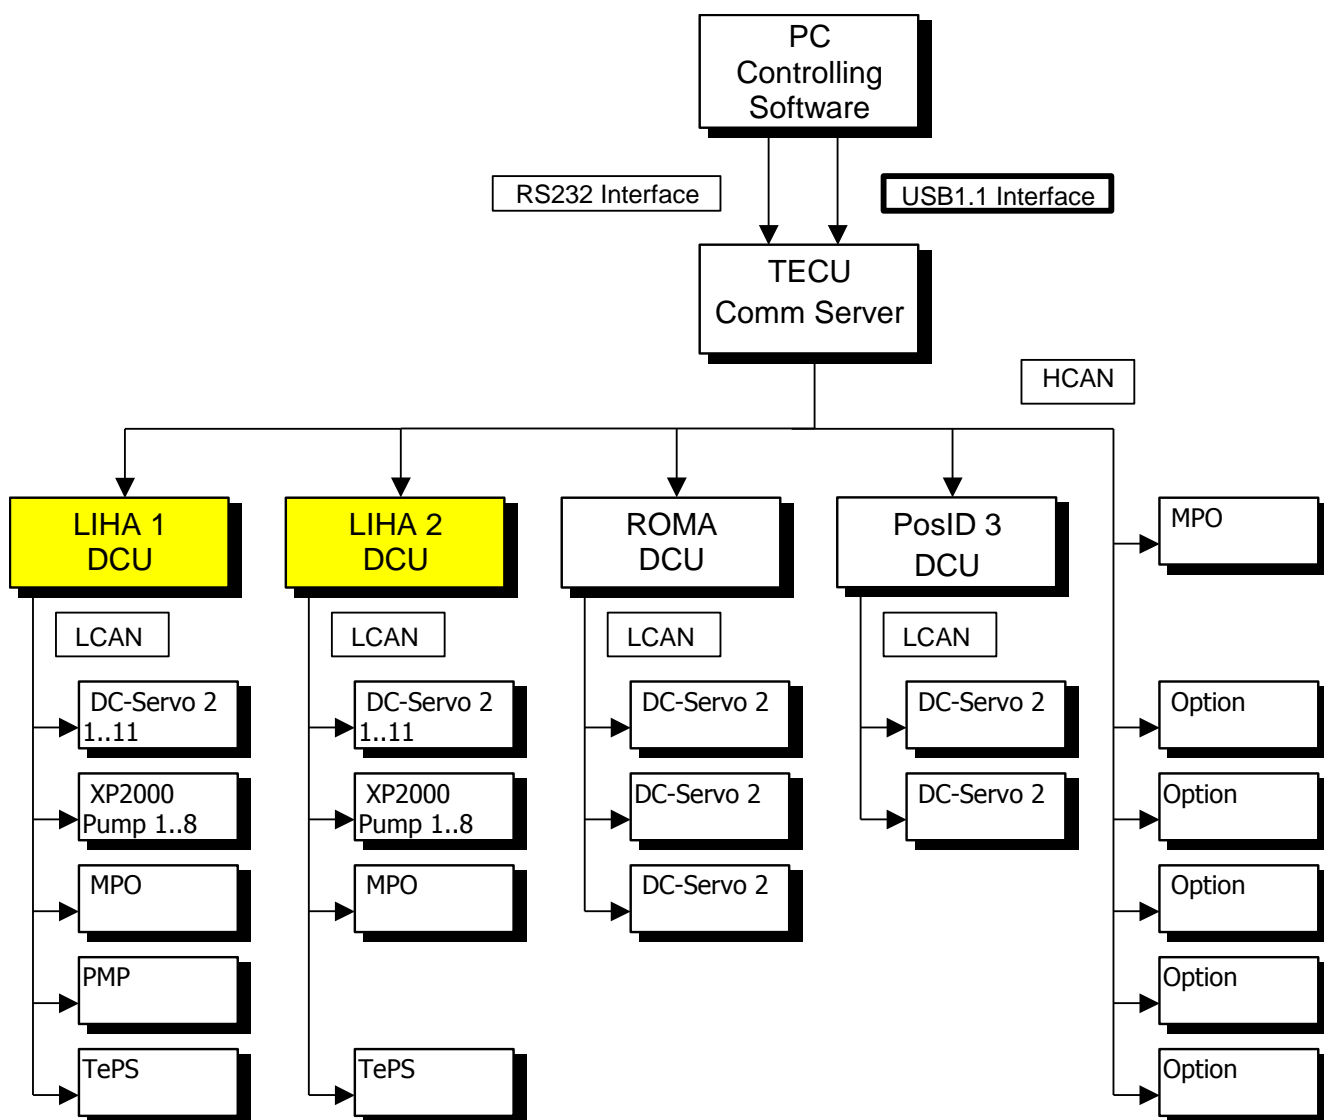 PC
Controlling
Software
RS232 Interface
USB1.1 Interface
TECU
Comm Server
HCAN
LIHA 1
DCU
LIHA 2
DCU
ROMA
DCU
PosID 3
DCU
MPO
LCAN
LCAN
LCAN
LCAN
DC-Servo 2
1..11
DC-Servo 2
1..11
DC-Servo 2
DC-Servo 2
Option
XP2000
Pump 1..8
XP2000
Pump 1..8
DC-Servo 2
DC-Servo 2
Option
MPO
MPO
DC-Servo 2
Option
PMP
Option
TePS
TePS
Option